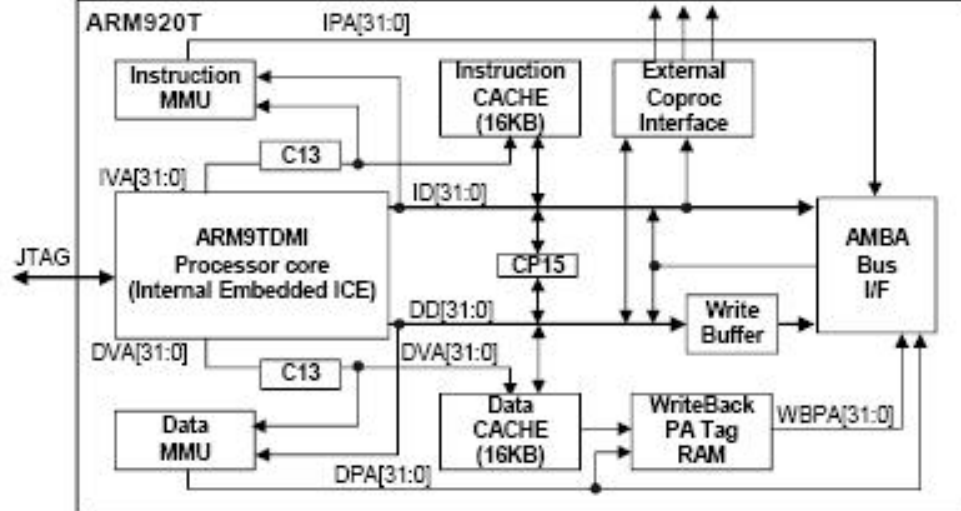 ARM920T
IPA[31:0]
Instruction
MMU
Instruction
CACHE
(16KB)
External
Coproc
Interface
C13
IVA[31:0]
ID[31:0]
JTAG
ARM9TDMI
Processor core
(Internal Embedded ICE)
CP15
AMBA
Bus
I/F
DD[31:0]
Write
Buffer
DVA[31:0]
C13
DVA[31:0]
Data
MMU
Data
CACHE
(16KB)
WriteBack
PA Tag
RAM
WBPA[31:0]
DPA[31:0]